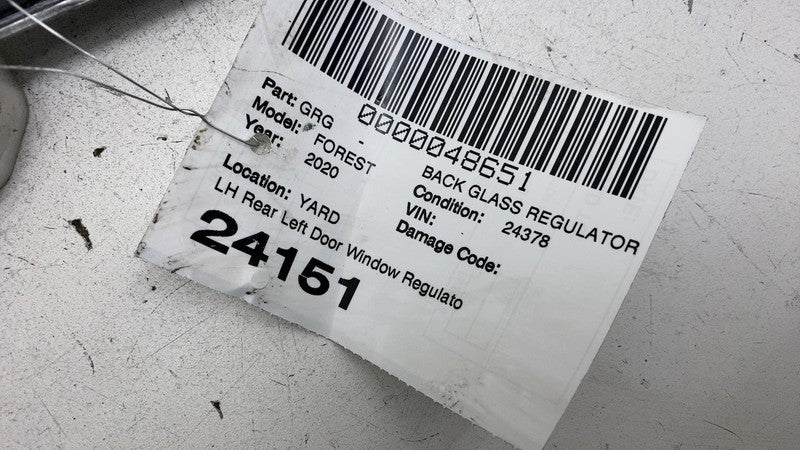 0000048651
Part: GRG - BACK GLASS REGULATOR
Model: FOREST Condition: 24378
Year: 2020 VIN:
Damage Code:
Location: YARD
LH Rear Left Door Window Regulato
24151